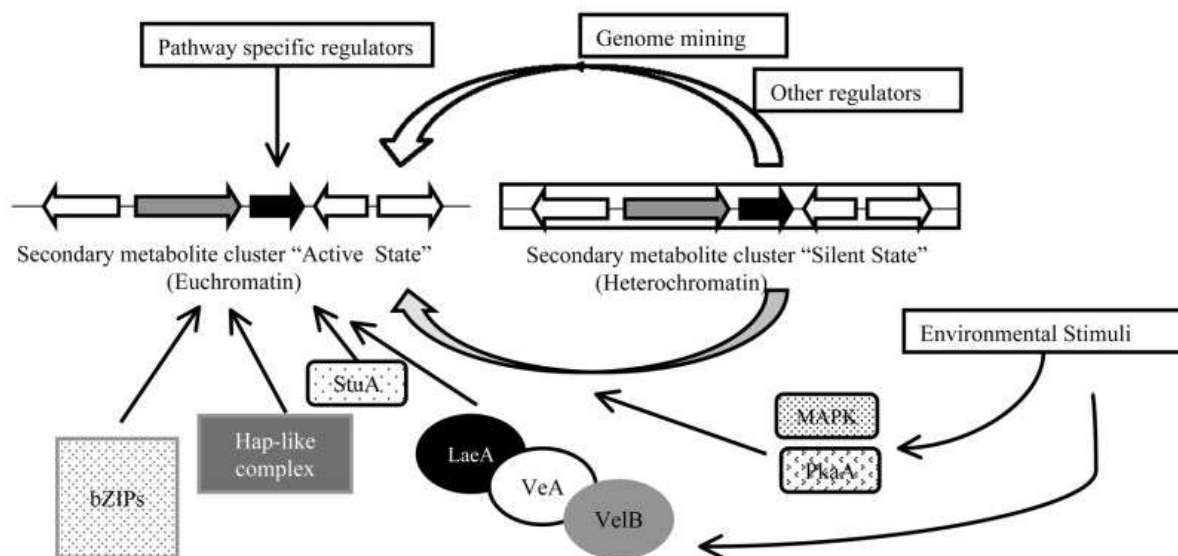 Pathway specific regulators
Genome mining
Other regulators
Secondary metabolite cluster “Active State”
(Euchromatin)
Secondary metabolite cluster “Silent State”
(Heterochromatin)
Environmental Stimuli
StuA
MAPK
Hap-like
complex
LaeA
PkaA
VeA
bZIPs
VelB